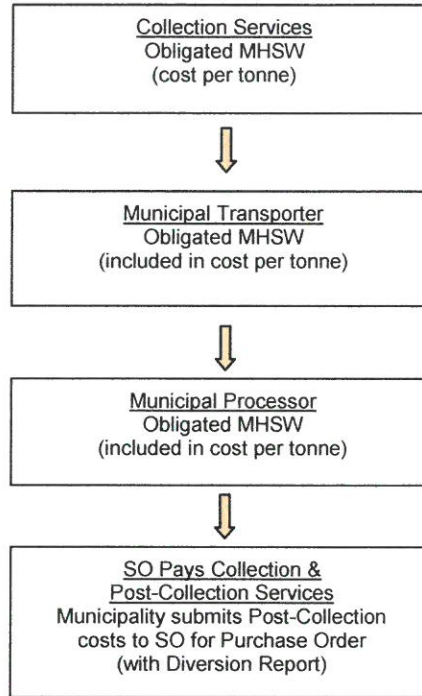 Collection Services
Obligated MHSW
(cost per tonne)
Municipal Transporter
Obligated MHSW
(included in cost per tonne)
Municipal Processor
Obligated MHSW
(included in cost per tonne)
SO Pays Collection &
Post-Collection Services
Municipality submits Post-Collection
costs to SO for Purchase Order
(with Diversion Report)